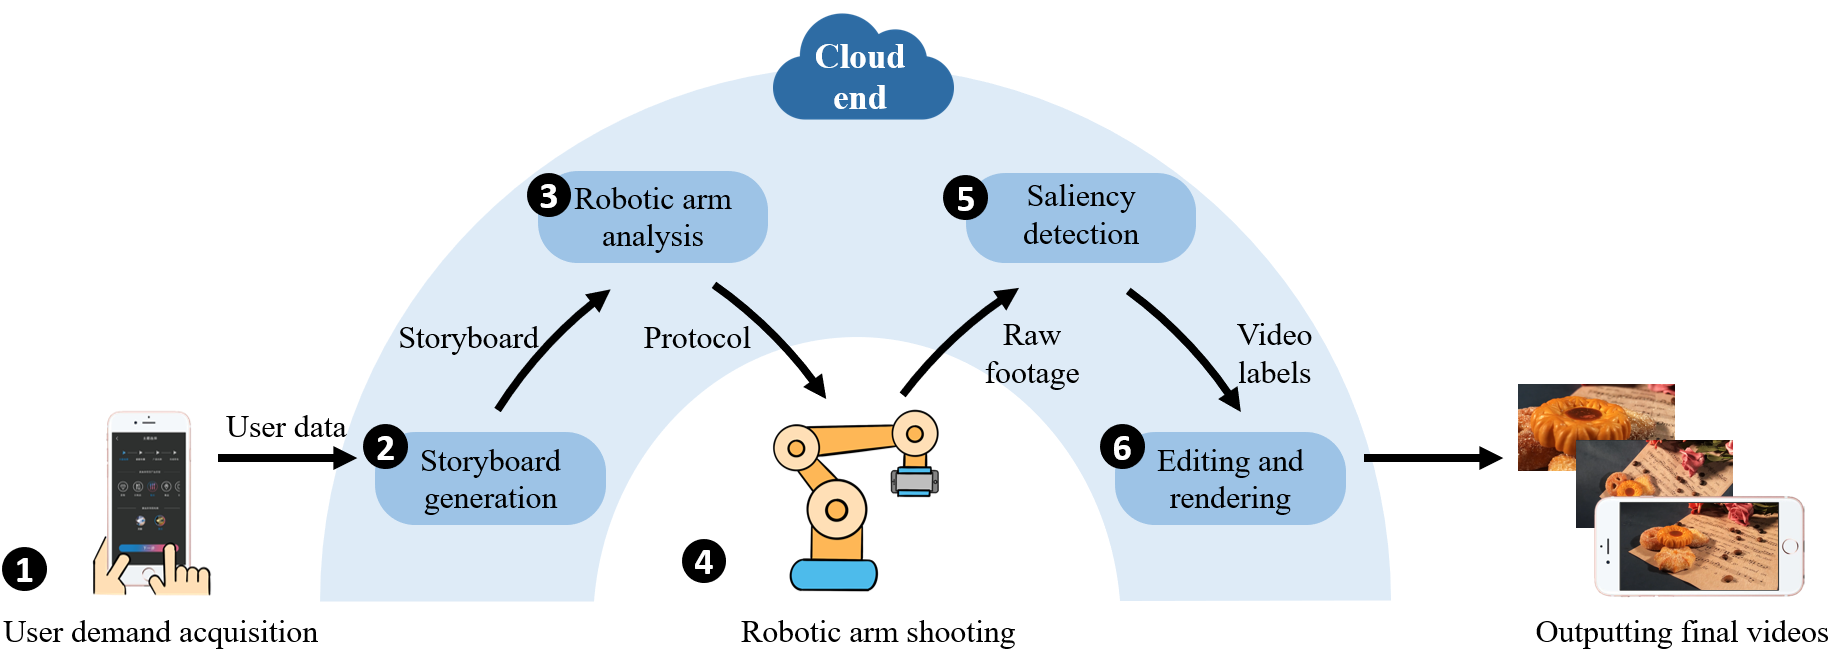 Cloud
end
3
Robotic arm
analysis
5
Saliency
detection
Storyboard
Protocol
Raw
footage
Video
labels
User data
2
Storyboard
generation
6
Editing and
rendering
1
4
User demand acquisition
Robotic arm shooting
Outputting final videos